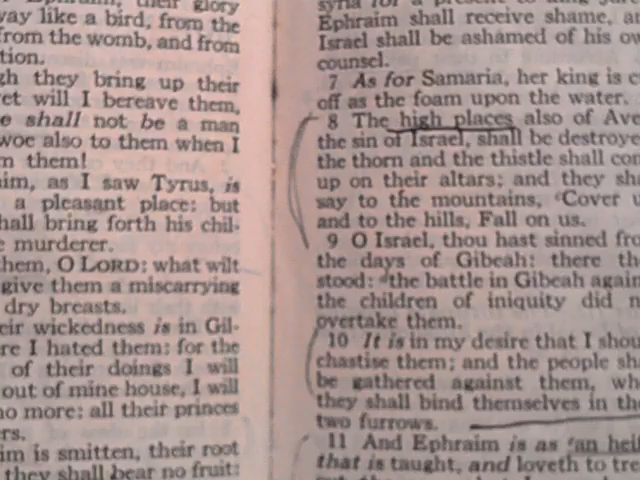 their glory
way like a bird, from the
from the womb, and from
tion.
gh they bring up their
yet will I bereave them,
e shall not be a man
woe also to them when I
m them!
aim, as I saw Tyrus, is
a pleasant place: but
hall bring forth his chil-
e murderer.
them, O LORD: what wilt
give them a miscarrying
dry breasts.
eir wickedness is in Gil-
re I hated them: for the
of their doings I will
out of mine house, I will
no more: all their princes
ers.
im is smitten, their root
they shall bear no fruit:
Ephraim shall receive shame, a
Israel shall be ashamed of his ow
counsel.
7 As for Samaria, her king is c
off as the foam upon the water.
8 The high places also of Ave
the sin of Israel, shall be destroye
the thorn and the thistle shall com
up on their altars; and they sha
say to the mountains, Cover u
and to the hills, Fall on us.
9 O Israel, thou hast sinned fro
the days of Gibeah: there the
stood: the battle in Gibeah again
the children of iniquity did n
overtake them.
10 It is in my desire that I shou
chastise them; and the people sha
be gathered against them, wh
they shall bind themselves in the
two furrows.
11 And Ephraim is as an heif
that is taught, and loveth to tre